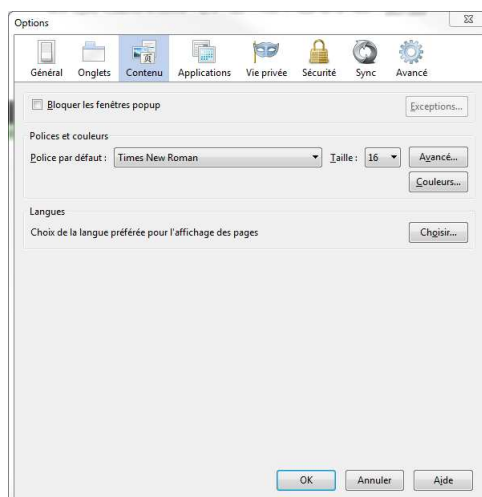 Options
Général Onglets Contenu Applications Vie privée Sécurité Sync Avancé
Bloquer les fenêtres popup Exceptions...
Polices et couleurs
Police par défaut : Times New Roman Taille : 16 Avancé...
Couleurs...
Langues
Choix de la langue préférée pour l'affichage des pages Choisir...
OK Annuler Aide